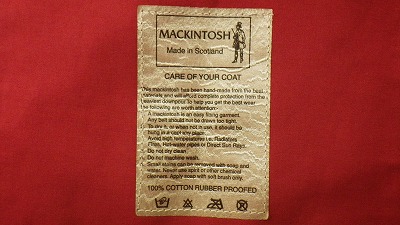 MACKINTOSH
Made in Scotland
CARE OF YOUR COAT
This mackintosh has been hand-made from the best
materials and will afford complete protection from the
heaviest downpour. To help you get the best wear
the following are worth attention:-
A mackintosh is an easy fitting garment.
Any belt should not be drawn too tight.
To dry it, or when not in use, it should be
hung in a cool airy place.
Avoid high temperatures i.e. Radiators
Fires, Hot-water pipes or Direct Sun Rays.
Do not dry clean.
Do not machine wash.
Small stains can be removed with soap and
water. Never use spirit or other chemical
cleaners. Apply soap with soft brush only.
100% COTTON RUBBER PROOFED